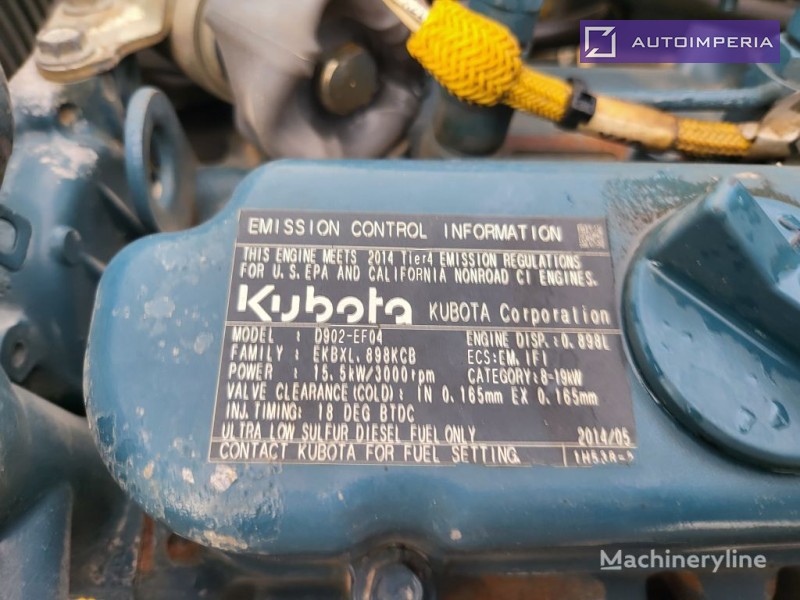 AUTOIMPERIA
EMISSION CONTROL INFORMATION
THIS ENGINE MEETS 2014 Tier4 EMISSION REGULATIONS
FOR U.S. EPA AND CALIFORNIA NONROAD CI ENGINES.
Kubota KUBOTA Corporation
MODEL : D902-EF04 ENGINE DISP.:0.898L
FAMILY : EKBXL.898KCB ECS:EM, IFI
POWER : 15.5kW/3000rpm CATEGORY:8-19kW
VALVE CLEARANCE(COLD): IN 0.165mm EX 0.165mm
INJ.TIMING: 18 DEG BTDC
ULTRA LOW SULFUR DIESEL FUEL ONLY 2014/05
CONTACT KUBOTA FOR FUEL SETTING.
Machineryline